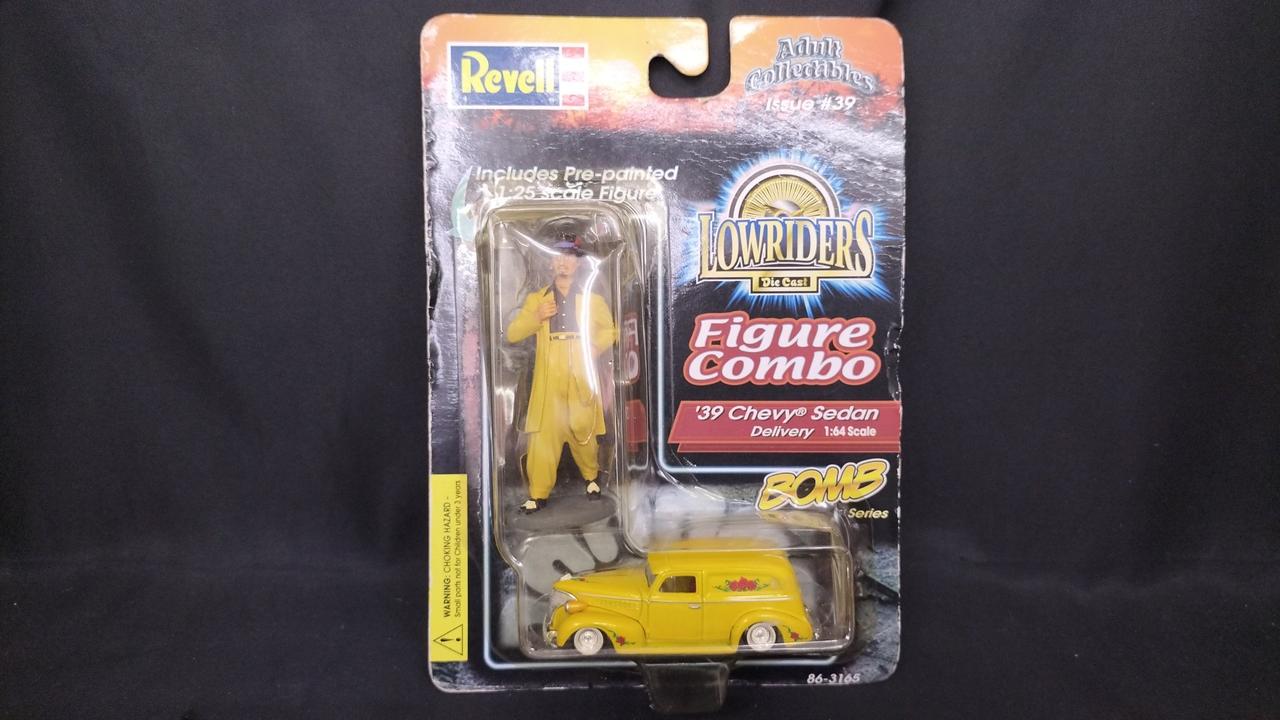 Revell
Adult
Collectibles
Issue #39
Includes Pre-painted
1:25 scale Figure
LOWRIDERS
Die Cast
Figure
Combo
'39 Chevy® Sedan
Delivery 1:64 Scale
BOMB
Series
WARNING: CHOKING HAZARD -
Small parts not for Children under 3 years
86-3165